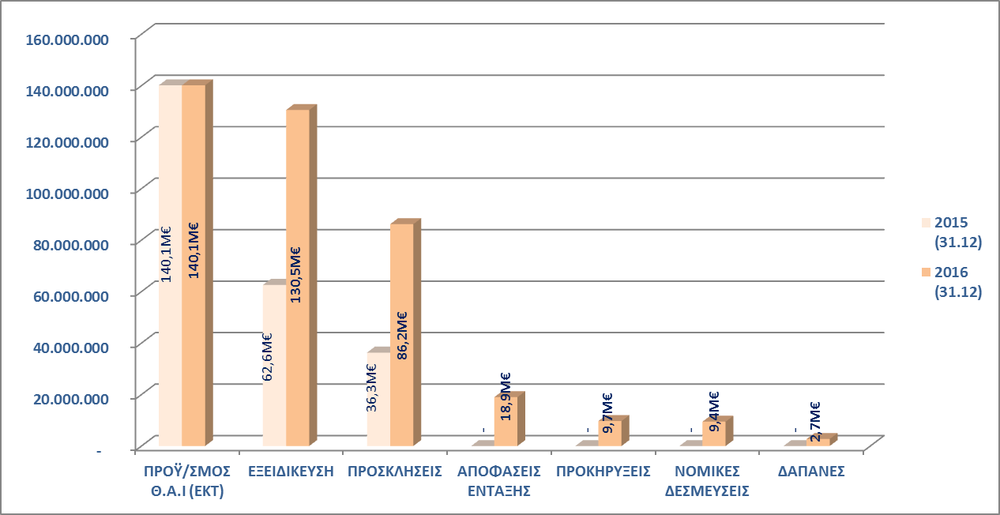 160.000.000
140.000.000
120.000.000
100.000.000
80.000.000
60.000.000
40.000.000
20.000.000
-
140,1M€
140,1M€
62,6M€
130,5M€
36,3M€
86,2M€
-
18,9M€
-
9,7M€
-
9,4M€
-
2,7M€
ΠΡΟΫ/ΣΜΟΣ
Θ.Α.Ι (ΕΚΤ)
ΕΞΕΙΔΙΚΕΥΣΗ
ΠΡΟΣΚΛΗΣΕΙΣ
ΑΠΟΦΑΣΕΙΣ
ΕΝΤΑΞΗΣ
ΠΡΟΚΗΡΥΞΕΙΣ
ΝΟΜΙΚΕΣ
ΔΕΣΜΕΥΣΕΙΣ
ΔΑΠΑΝΕΣ
2015
(31.12)
2016
(31.12)